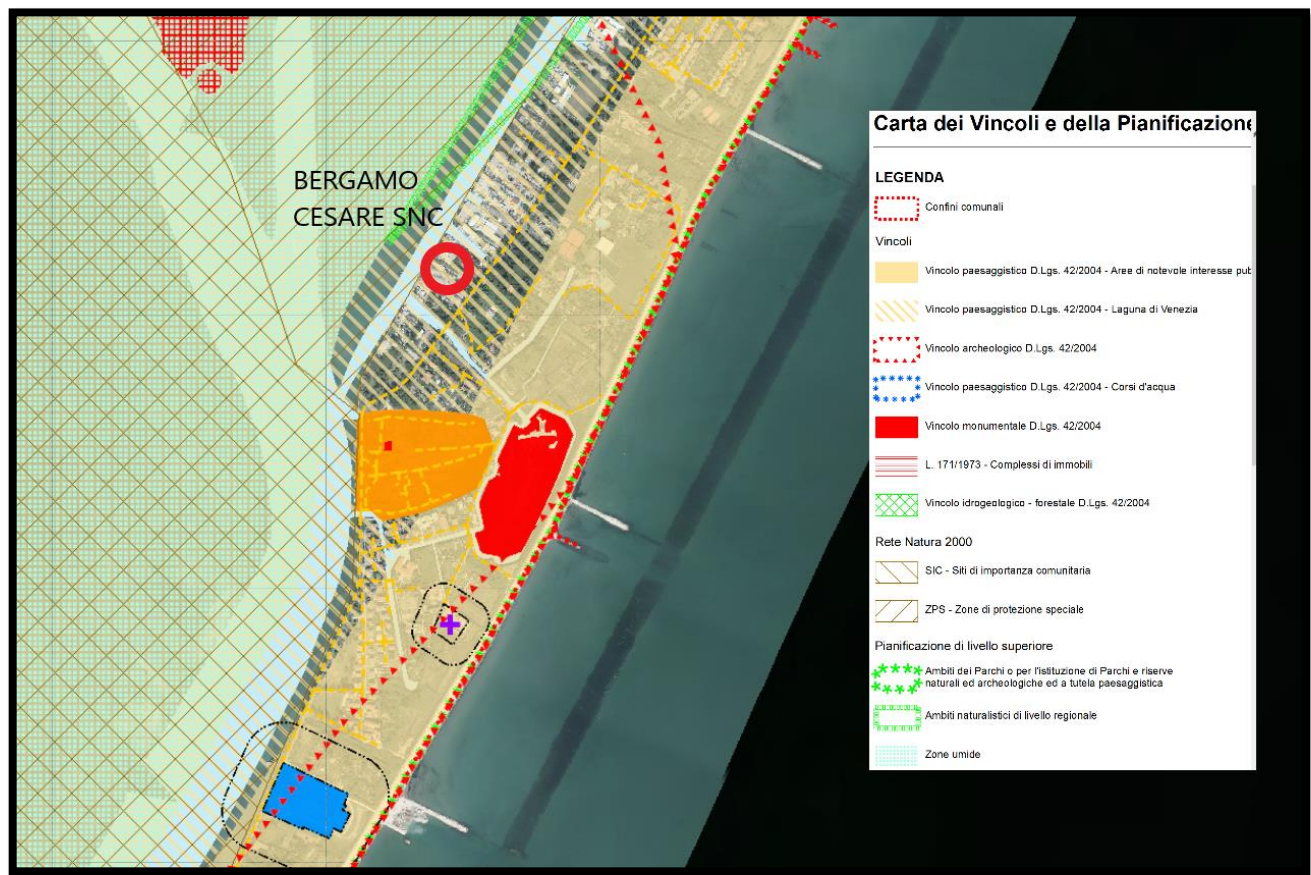 BERGAMO
CESARE SNC
Carta dei Vincoli e della Pianificazione
LEGENDA
Confini comunali
Vincoli
Vincolo paesaggistico D.Lgs. 42/2004 - Aree di notevole interesse pub
Vincolo paesaggistico D.Lgs. 42/2004 - Laguna di Venezia
Vincolo archeologico D.Lgs. 42/2004
Vincolo paesaggistico D.Lgs. 42/2004 - Corsi d'acqua
Vincolo monumentale D.Lgs. 42/2004
L. 171/1973 - Complessi di immobili
Vincolo idrogeologico - forestale D.Lgs. 42/2004
Rete Natura 2000
SIC - Siti di importanza comunitaria
ZPS - Zone di protezione speciale
Pianificazione di livello superiore
Ambiti dei Parchi o per l'istituzione di Parchi e riserve
naturali ed archeologiche ed a tutela paesaggistica
Ambiti naturalistici di livello regionale
Zone umide